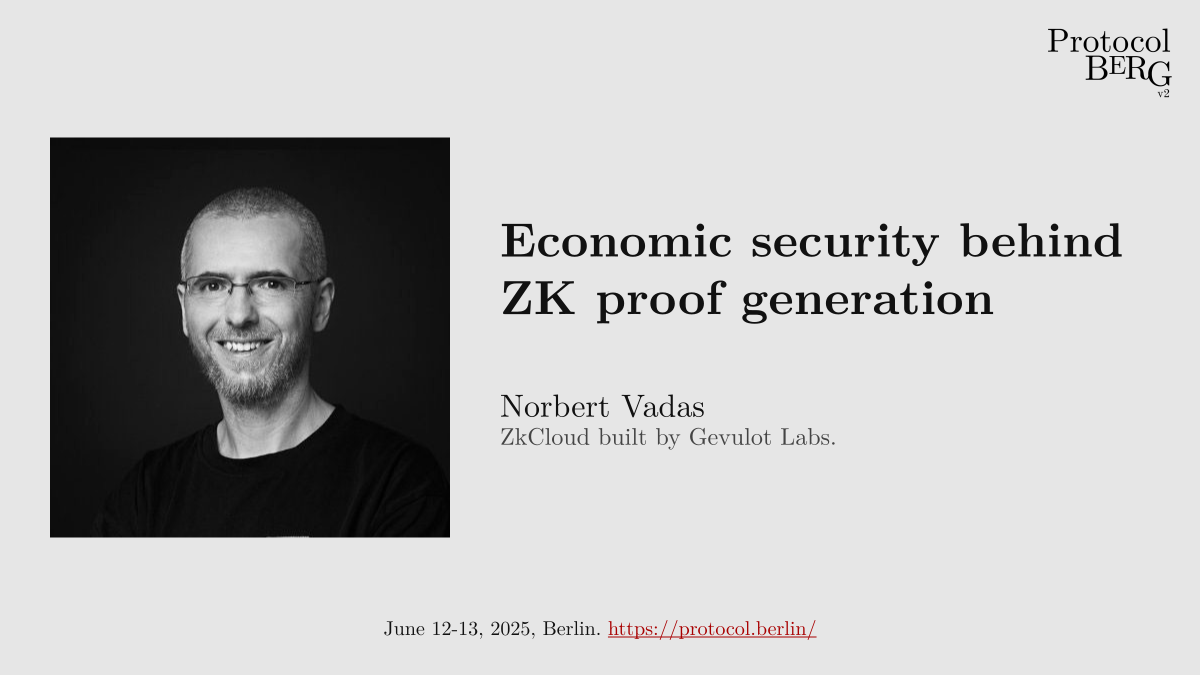 Protocol
BERG
v2
Economic security behind
ZK proof generation
Norbert Vadas
ZkCloud built by Gevulot Labs.
June 12-13, 2025, Berlin. https://protocol.berlin/